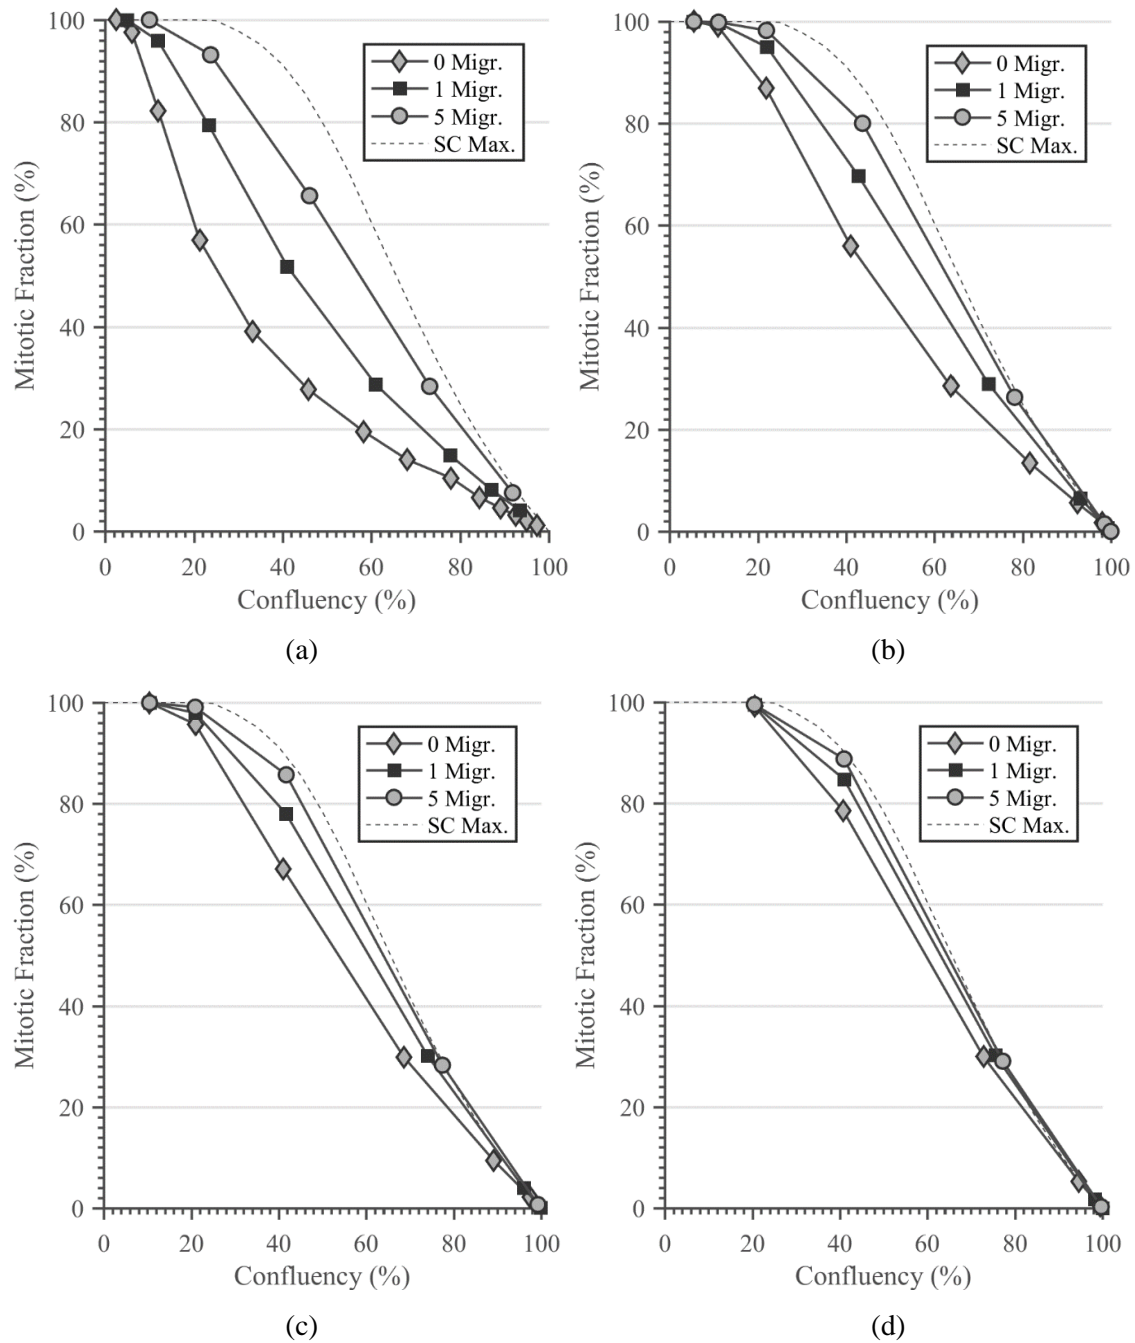 100
80
60
40
20
0
Mitotic Fraction (%)
0 Migr.
1 Migr.
5 Migr.
SC Max.
0 20 40 60 80 100
Confluency (%)
(a)
100
80
60
40
20
0
Mitotic Fraction (%)
0 Migr.
1 Migr.
5 Migr.
SC Max.
0 20 40 60 80 100
Confluency (%)
(b)
100
80
60
40
20
0
Mitotic Fraction (%)
0 Migr.
1 Migr.
5 Migr.
SC Max.
0 20 40 60 80 100
Confluency (%)
(c)
100
80
60
40
20
0
Mitotic Fraction (%)
0 Migr.
1 Migr.
5 Migr.
SC Max.
0 20 40 60 80 100
Confluency (%)
(d)